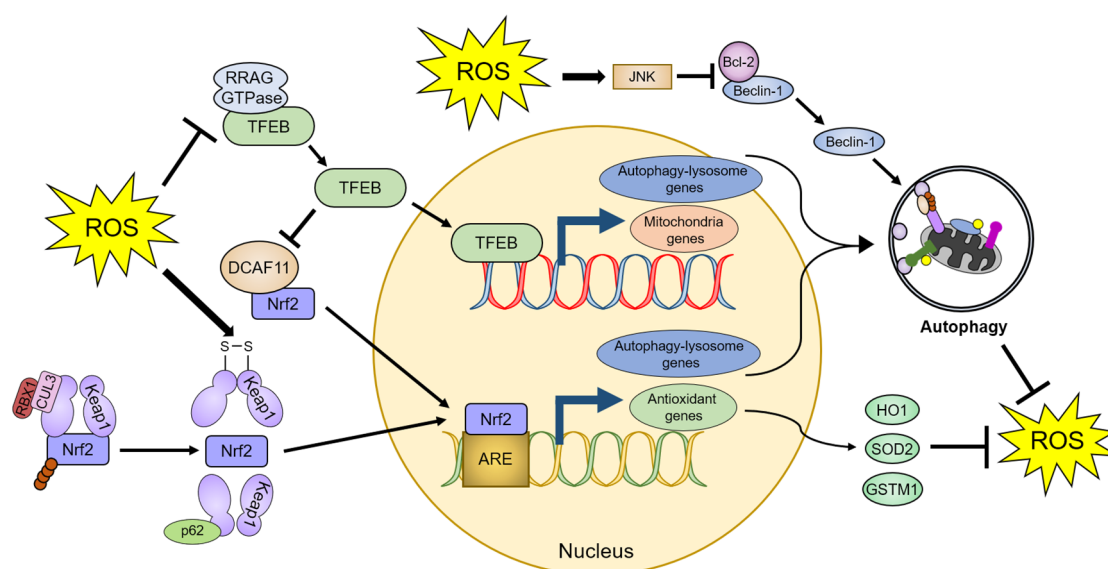 ROS
JNK
Bcl-2
Beclin-1
Beclin-1
RRAG
GTPase
TFEB
TFEB
ROS
DCAF11
Nrf2
TFEB
Autophagy-lysosome
genes
Mitochondria
genes
Autophagy
S-S
Keap1
RBX1
CUL3
Keap1
Nrf2
Nrf2
Keap1
p62
Autophagy-lysosome
genes
Antioxidant
genes
Nrf2
ARE
HO1
SOD2
GSTM1
ROS
Nucleus